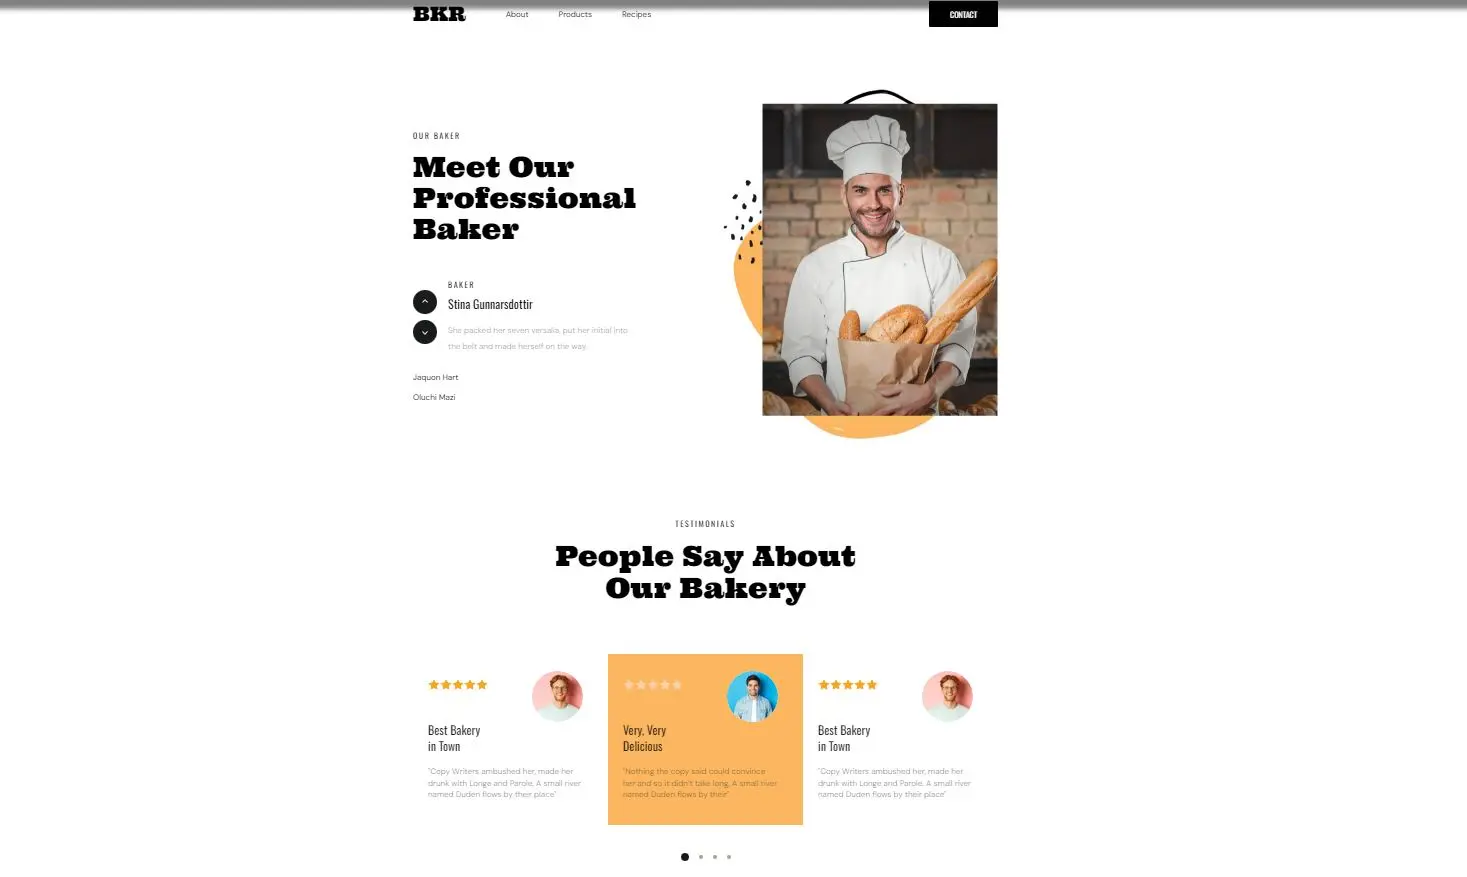 BKR
About
Products
Recipes
CONTACT
OUR BAKER
Meet Our
Professional
Baker
BAKER
Stina Gunnarsdottir
She packed her seven versalia, put her initial into
the belt and made herself on the way.
Jaquon Hart
Oluchi Mazi
TESTIMONIALS
People Say About
Our Bakery
Best Bakery
in Town
"Copy Writers ambushed her, made her
drunk with Longe and Parole. A small river
named Duden flows by their place"
Very, Very
Delicious
"Nothing the copy said could convince
her and so it didn't take long. A small river
named Duden flows by their"
Best Bakery
in Town
"Copy Writers ambushed her, made her
drunk with Longe and Parole. A small river
named Duden flows by their place"